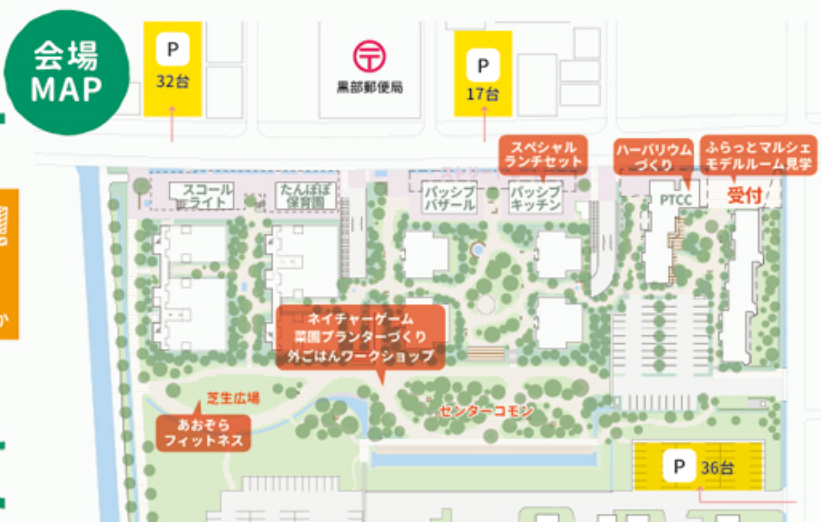 会場
MAP
P
32台
黒部郵便局
P
17台
スペシャル
ランチセット
ハーバリウム
づくり
ふらっとマルシェ
モデルルーム見学
受付
スコール
ライト
たんぽぽ
保育園
パッシブ
バザール
パッシブ
キッチン
PTCC
か
ネイチャーゲーム
菜園プランターづくり
外ごはんワークショップ
芝生広場
センターコモン
あおぞら
フィットネス
P 36台